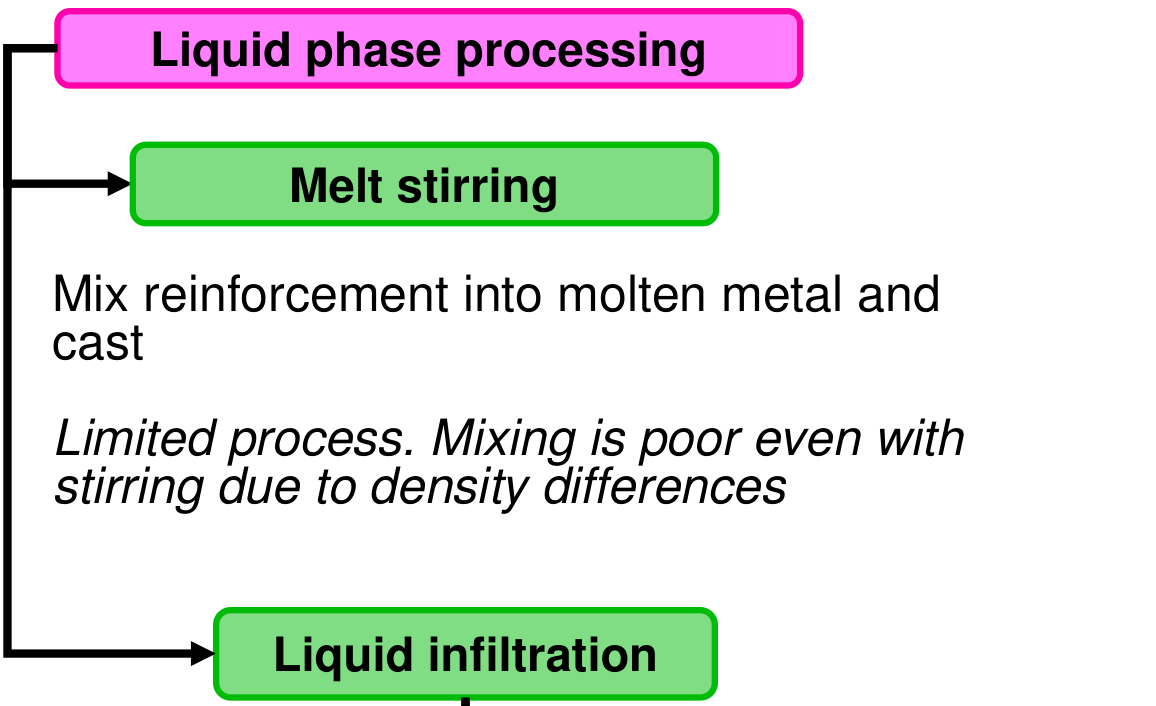 Liquid phase processing
Melt stirring
Mix reinforcement into molten metal and
cast
Limited process. Mixing is poor even with
stirring due to density differences
Liquid infiltration